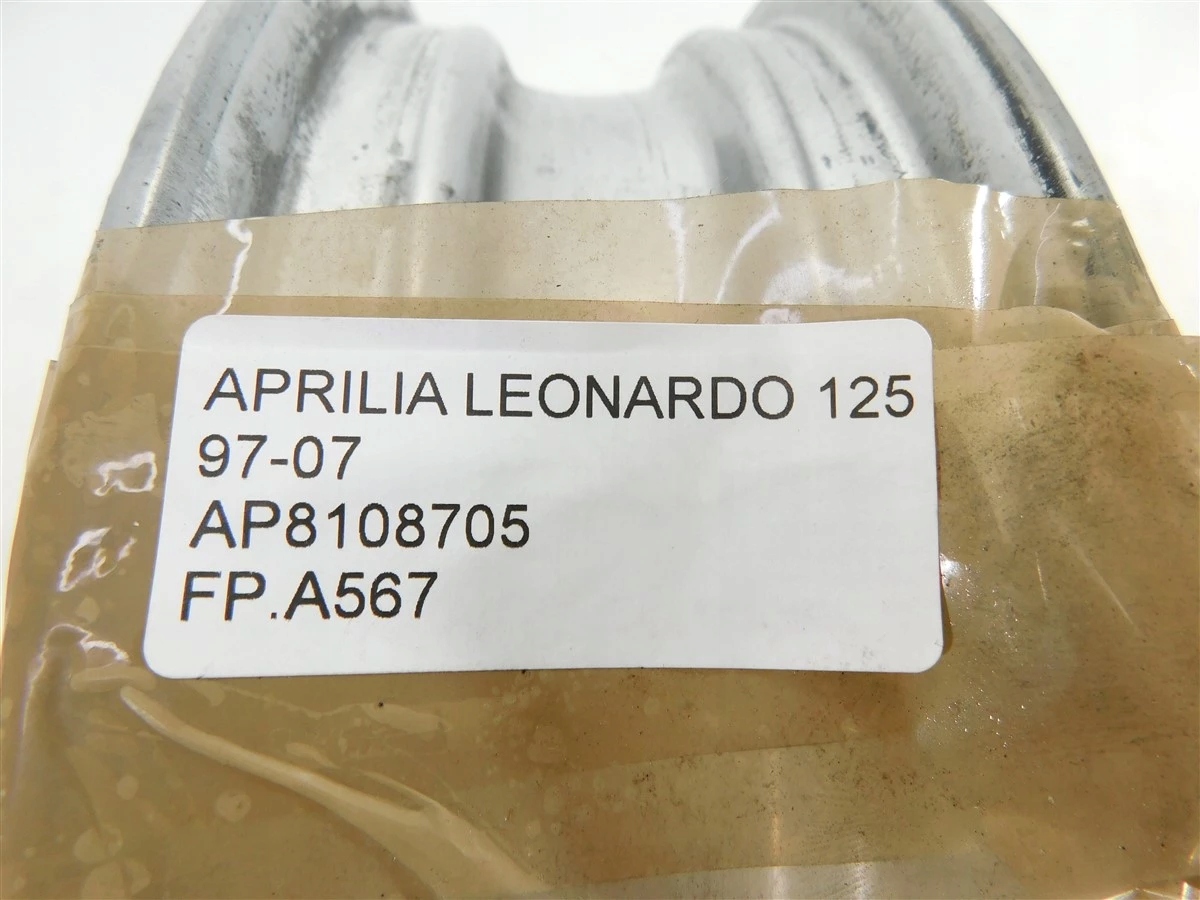 APRILIA LEONARDO 125
97-07
AP8108705
FP.A567